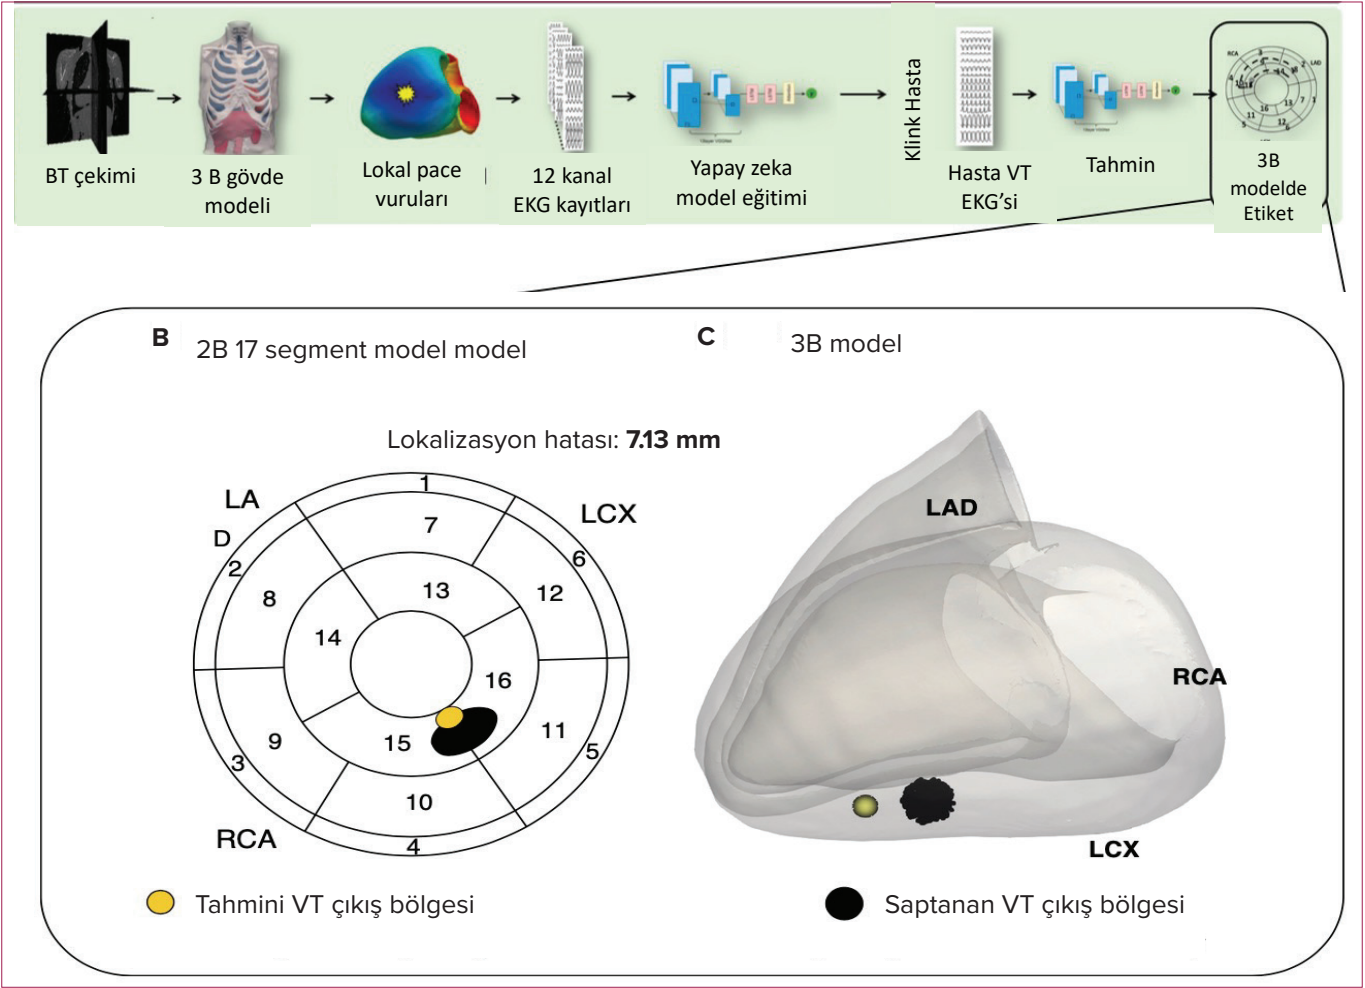 BT çekimi
3 B gövde
modeli
Lokal pace
vuruları
12 kanal
EKG kayıtları
Yapay zeka
model eğitimi
Klink Hasta
Hasta VT
EKG'si
Tahmin
RCA
LAD
3B
modelde
Etiket
B
2B 17 segment model model
C
3B model
Lokalizasyon hatası: 7.13 mm
LA
D
LCX
1
7
6
2
8
13
12
14
16
9
15
11
3
5
10
4
RCA
LAD
RCA
LCX
Tahmini VT çıkış bölgesi
Saptanan VT çıkış bölgesi